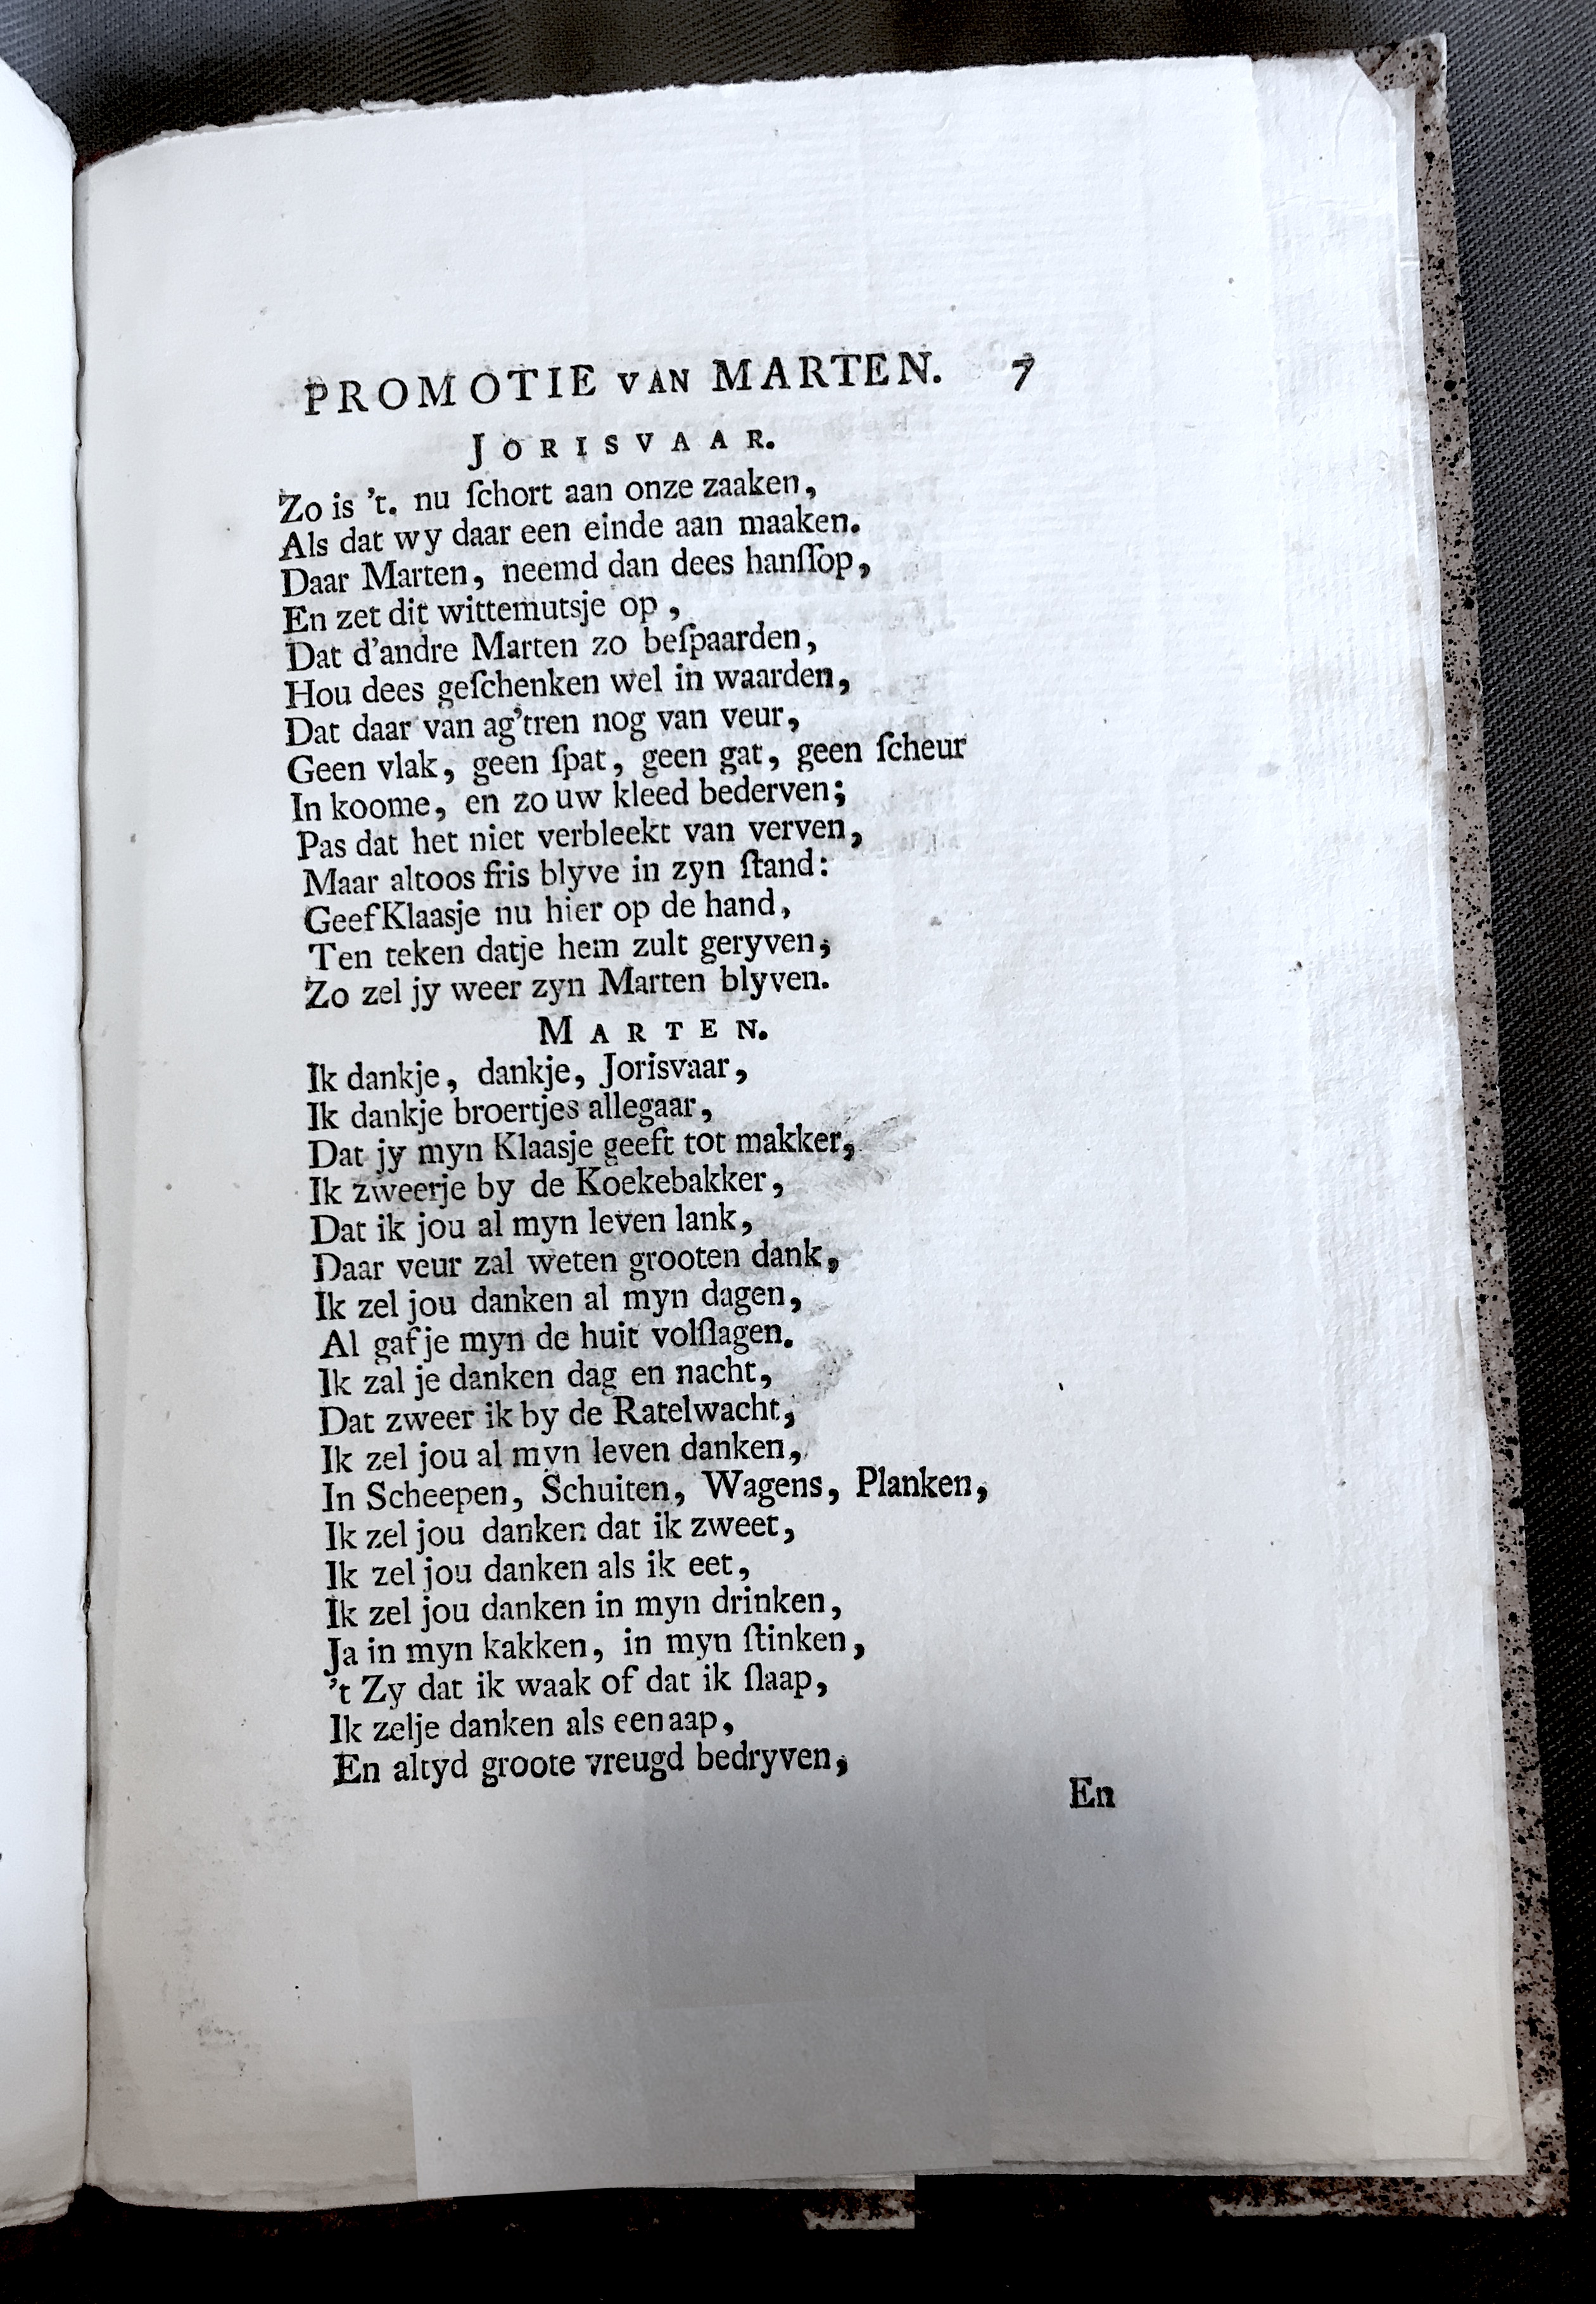 PROMOTIE VAN MARTEN. 7
JORISVAAR.
Zo is 't. nu ſchort aan onze zaaken,
Als dat wy daar een einde aan maaken.
Daar Marten, neemd dan dees hanſſop,
En zet dit wittemutsje op,
Dat d'andre Marten zo beſpaarden,
Hou dees geſchenken wel in waarden,
Dat daar van ag'tren nog van veur,
Geen vlak, geen ſpat, geen gat, geen ſcheur
In koome, en zo uw kleed bederven;
Pas dat het niet verbleekt van verven,
Maar altoos fris blyve in zyn ſtand:
Geef Klaasje nu hier op de hand,
Ten teken datje hem zult geryven,
Zo zel jy weer zyn Marten blyven.
MARTEN.
Ik dankje, dankje, Jorisvaar,
Ik dankje broertjes allegaar,
Dat jy myn Klaasje geeft tot makker,
Ik zweerje by de Koekebakker,
Dat ik jou al myn leven lank,
Daar veur zal weten grooten dank,
Ik zel jou danken al myn dagen,
Al gaf je myn de huit volſlagen.
Ik zal je danken dag en nacht,
Dat zweer ik by de Ratelwacht,
Ik zel jou al myn leven danken,
In Scheepen, Schuiten, Wagens, Planken,
Ik zel jou danken dat ik zweet,
Ik zel jou danken als ik eet,
Ik zel jou danken in myn drinken,
Ja in myn kakken, in myn ſtinken,
't Zy dat ik waak of dat ik ſlaap,
Ik zelje danken als een aap,
En altyd groote vreugd bedryven,
En